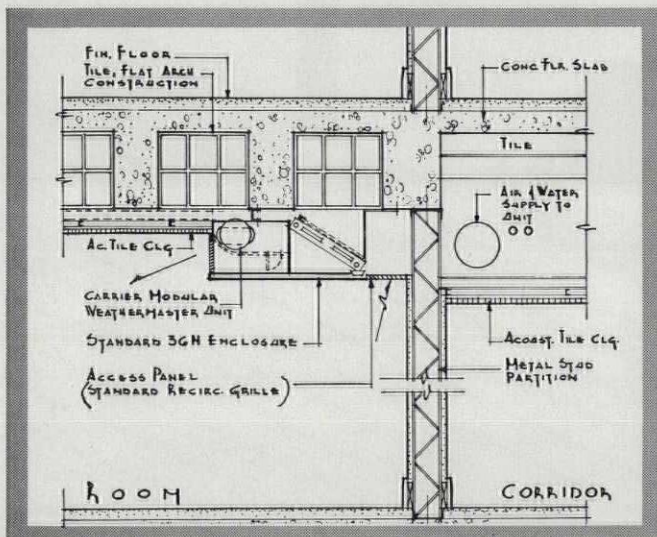 FIN. FLOOR
TILE, FLAT ARCH
CONSTRUCTION
CONC FLR. SLAB
TILE
AIR & WATER
SUPPLY TO
UNIT
AC. TILE CLG.
CARRIER MODULAR
WEATHERMASTER UNIT
STANDARD 36H ENCLOSURE
ACCESS PANEL
(STANDARD RECIRC. GRILLE)
ACOUST. TILE CLG.
METAL STUD
PARTITION
ROOM
CORRIDOR